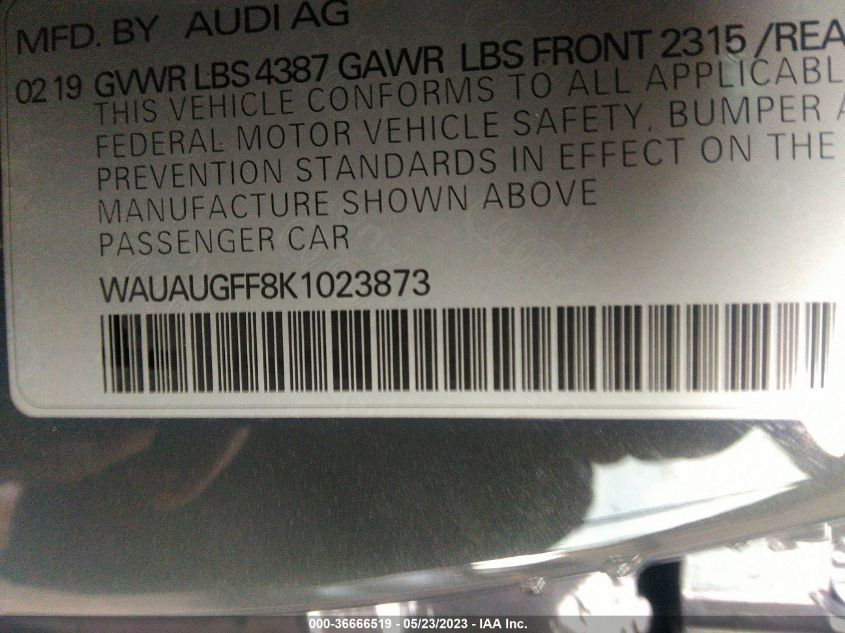 MFD. BY AUDI AG
02 19 GVWR LBS 4387 GAWR LBS FRONT 2315 /REA
THIS VEHICLE CONFORMS TO ALL APPLICABL
FEDERAL MOTOR VEHICLE SAFETY, BUMPER A
PREVENTION STANDARDS IN EFFECT ON THE
MANUFACTURE SHOWN ABOVE
PASSENGER CAR
WAUAUGFF8K1023873
000-36666519 - 05/23/2023 - IAA Inc.